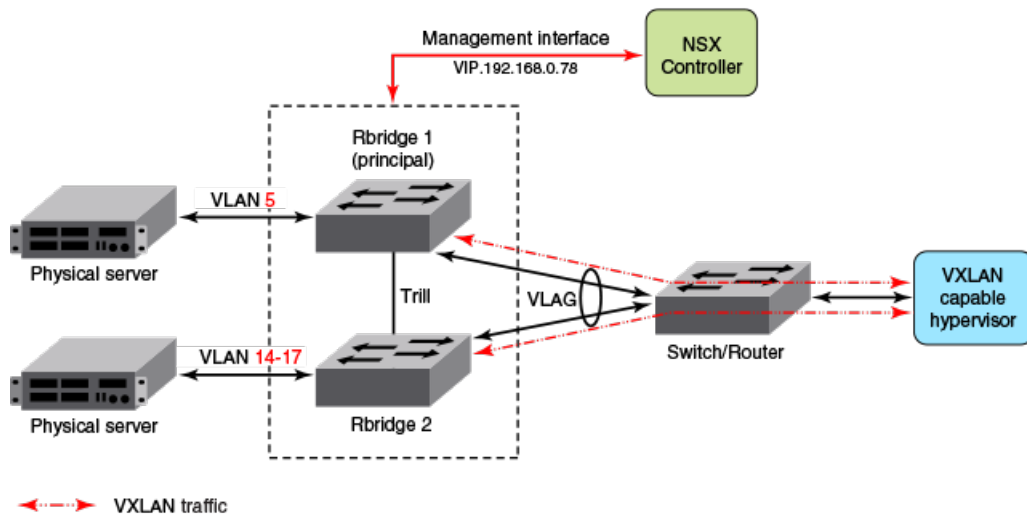 Management interface
VIP.192.168.0.78
NSX
Controller
Rbridge 1
(principal)
VLAN 5
Physical server
Trill
VLAG
Switch/Router
VXLAN
capable
hypervisor
VLAN 14-17
Physical server
Rbridge 2
VXLAN traffic